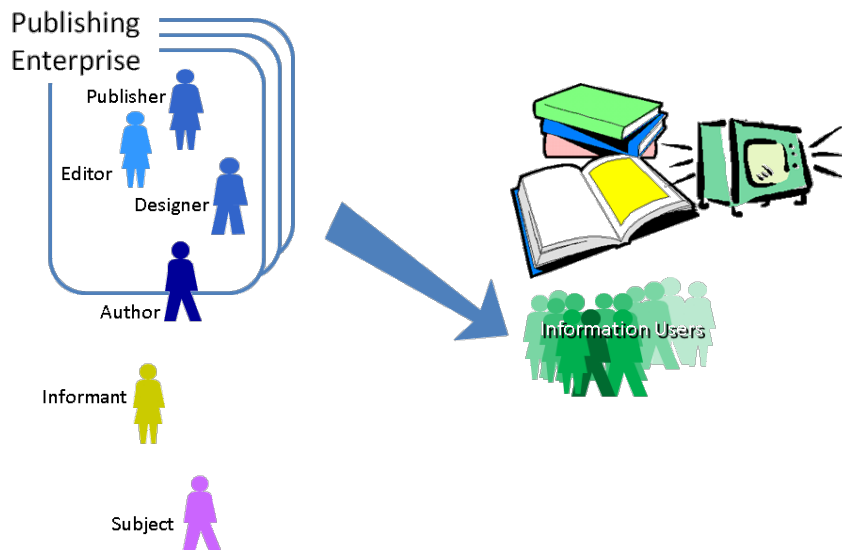 Publishing
Enterprise
Publisher
Editor
Designer
Author
Information Users
Informant
Subject